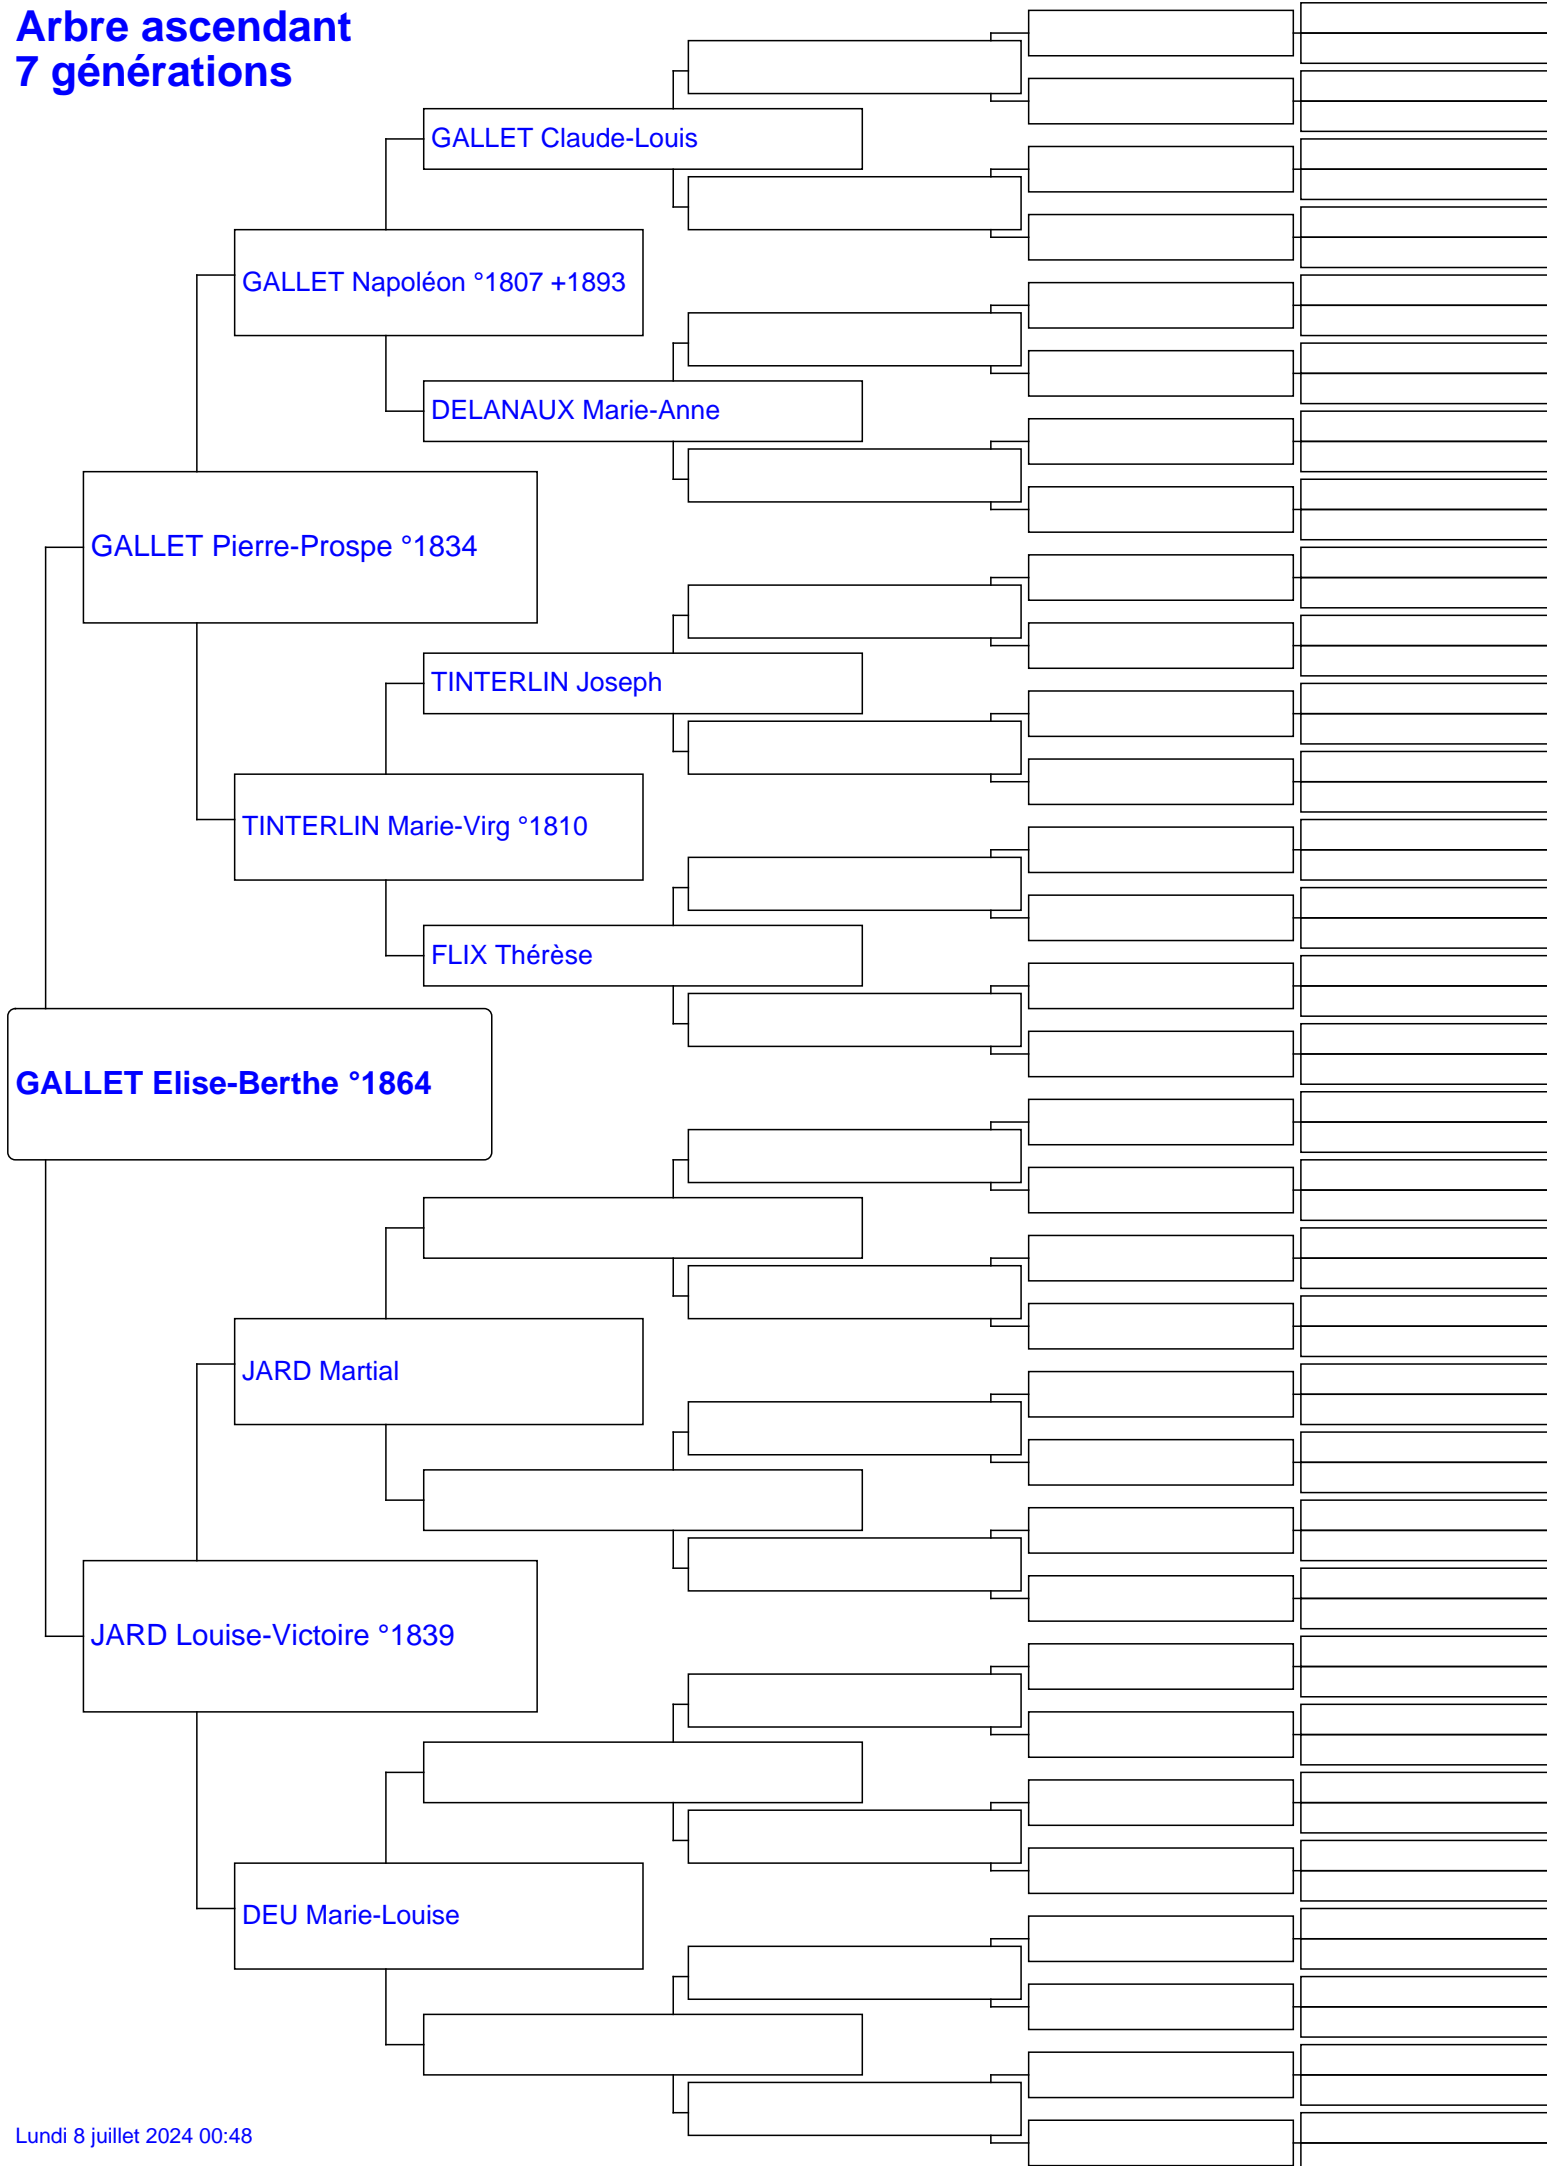 Arbre ascendant
7 générations
GALLET Claude-Louis
GALLET Napoléon °1807 +1893
DELANAUX Marie-Anne
GALLET Pierre-Prospe °1834
TINTERLIN Joseph
TINTERLIN Marie-Virg °1810
FLIX Thérèse
GALLET Elise-Berthe °1864
JARD Martial
JARD Louise-Victoire °1839
DEU Marie-Louise
Lundi 8 juillet 2024 00:48